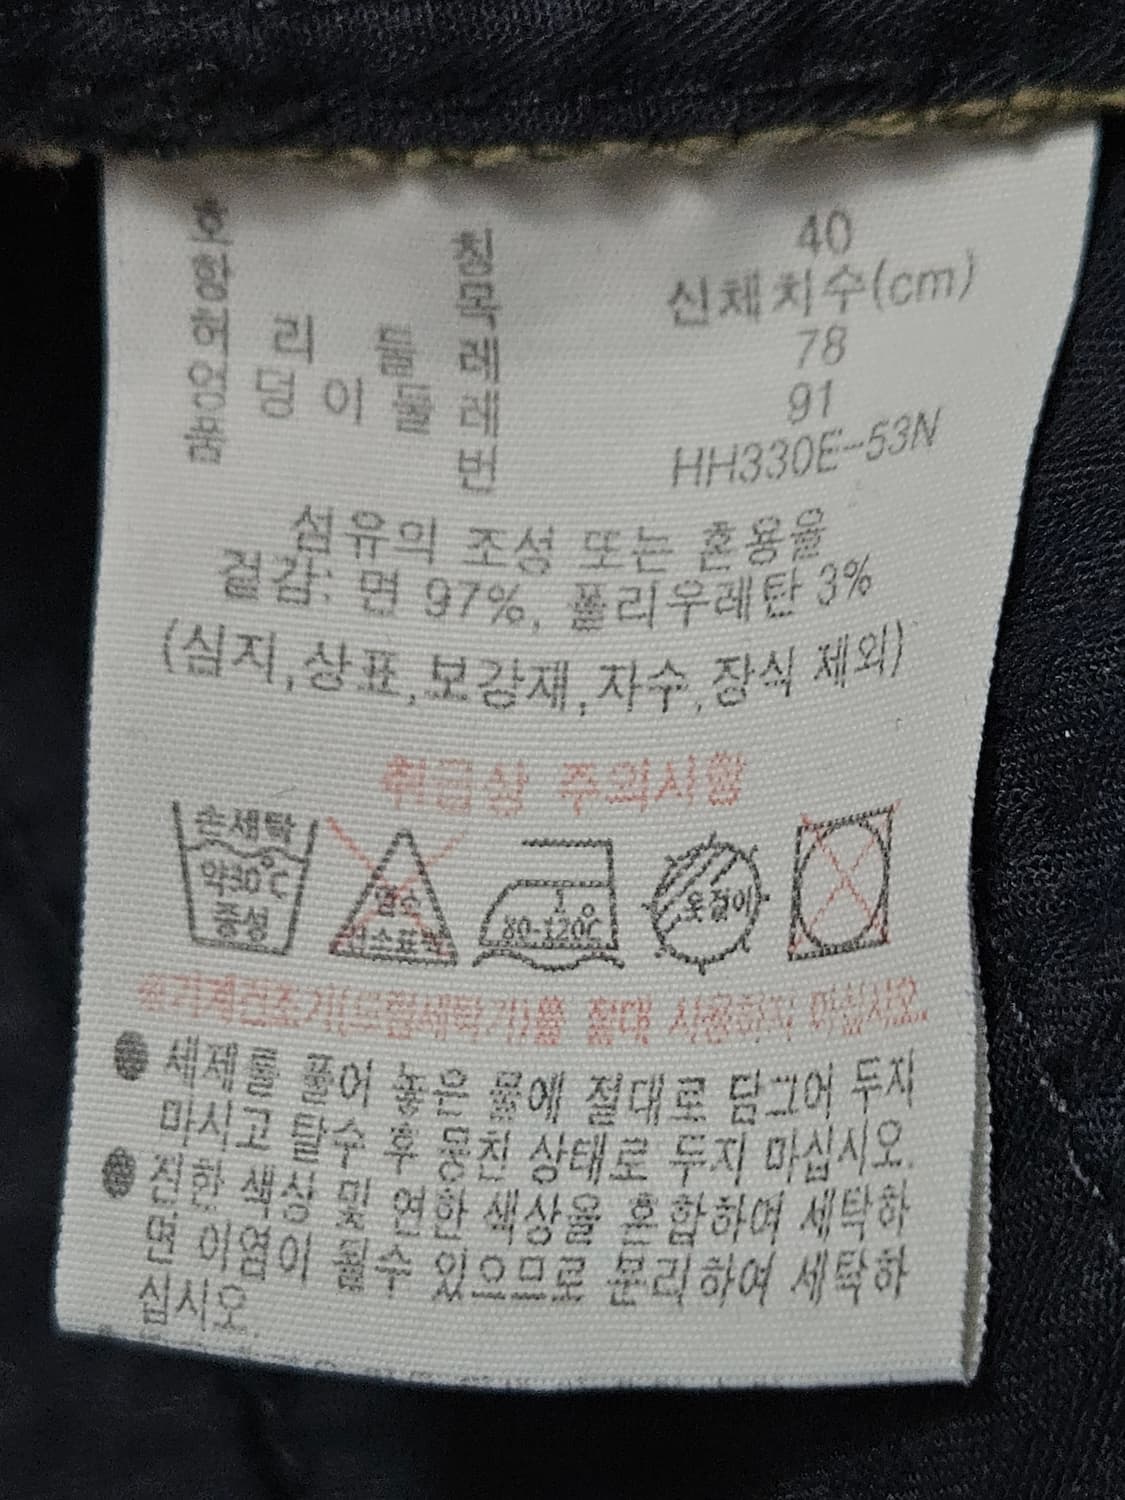 호칭 40
항목 신체치수(cm)
허리둘레 78
엉덩이둘레 91
품번 HH330E-53N
섬유의 조성 또는 혼용율
겉감: 면 97%, 폴리우레탄 3%
(심지,상표,보강재,자수,장식 제외)
취급상 주의사항
손세탁
약30℃
중성
염소
산소표백
1
80-120℃
옷걸이
※기계건조기(드럼세탁기)를 절대 사용하지 마십시오.
● 세제를 풀어 놓은 물에 절대로 담그어 두지
마시고 탈수 후 뭉친 상태로 두지 마십시오.
● 진한 색상 및 연한 색상을 혼합하여 세탁하
면 이염이 될수 있으므로 분리하여 세탁하
십시오.